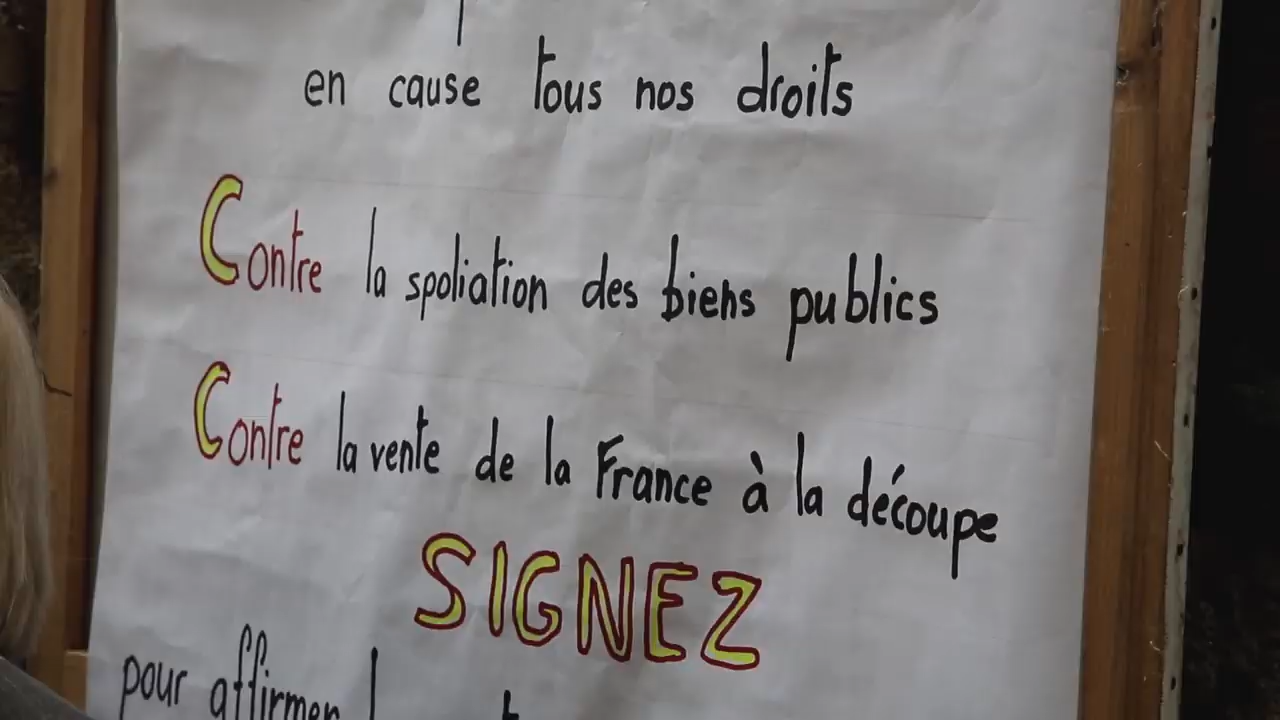 en cause tous nos droits
Contre la spoliation des biens publics
Contre la vente de la France à la découpe
SIGNEZ
pour affirmer